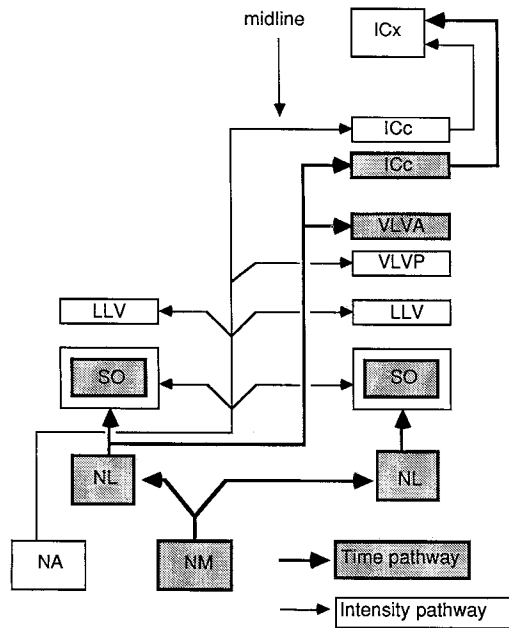 midline
ICx
ICc
ICc
VLVA
VLVP
LLV
LLV
SO
SO
NL
NL
NA
NM
Time pathway
Intensity pathway